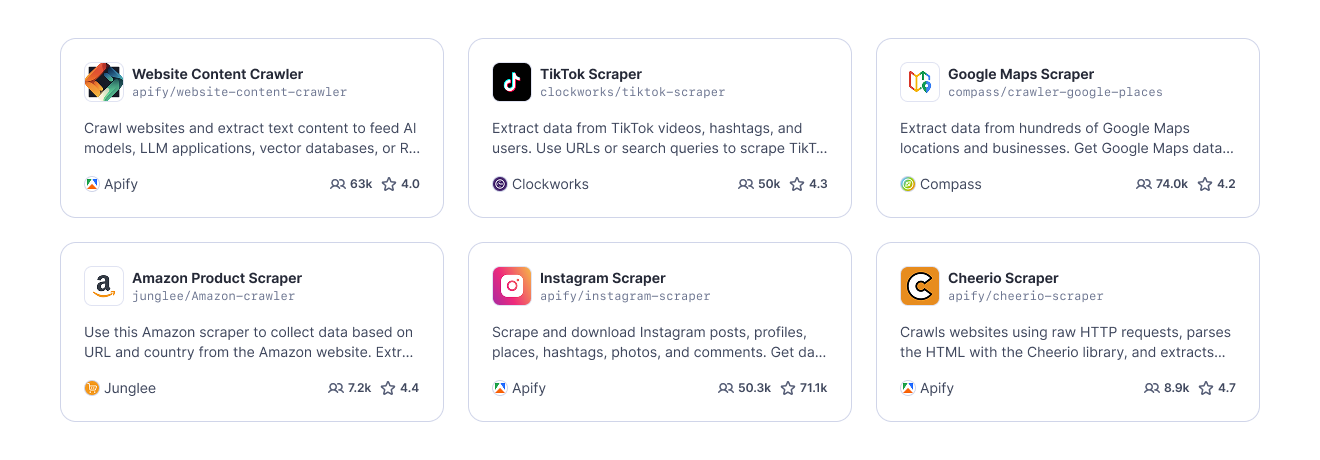 Website Content Crawler
apify/website-content-crawler
Crawl websites and extract text content to feed AI
models, LLM applications, vector databases, or R...
Apify 63k 4.0
TikTok Scraper
clockworks/tiktok-scraper
Extract data from TikTok videos, hashtags, and
users. Use URLs or search queries to scrape TikT...
Clockworks 50k 4.3
Google Maps Scraper
compass/crawler-google-places
Extract data from hundreds of Google Maps
locations and businesses. Get Google Maps data...
Compass 74.0k 4.2
Amazon Product Scraper
junglee/Amazon-crawler
Use this Amazon scraper to collect data based on
URL and country from the Amazon website. Extr...
Junglee 7.2k 4.4
Instagram Scraper
apify/instagram-scraper
Scrape and download Instagram posts, profiles,
places, hashtags, photos, and comments. Get da...
Apify 50.3k 71.1k
Cheerio Scraper
apify/cheerio-scraper
Crawls websites using raw HTTP requests, parses
the HTML with the Cheerio library, and extracts...
Apify 8.9k 4.7